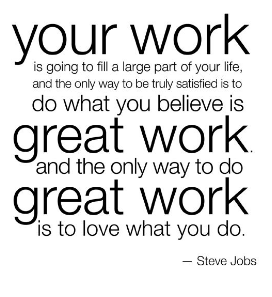 your work
is going to fill a large part of your life,
and the only way to be truly satisfied is to
do what you believe is
great work.
and the only way to do
great work
is to love what you do.
— Steve Jobs